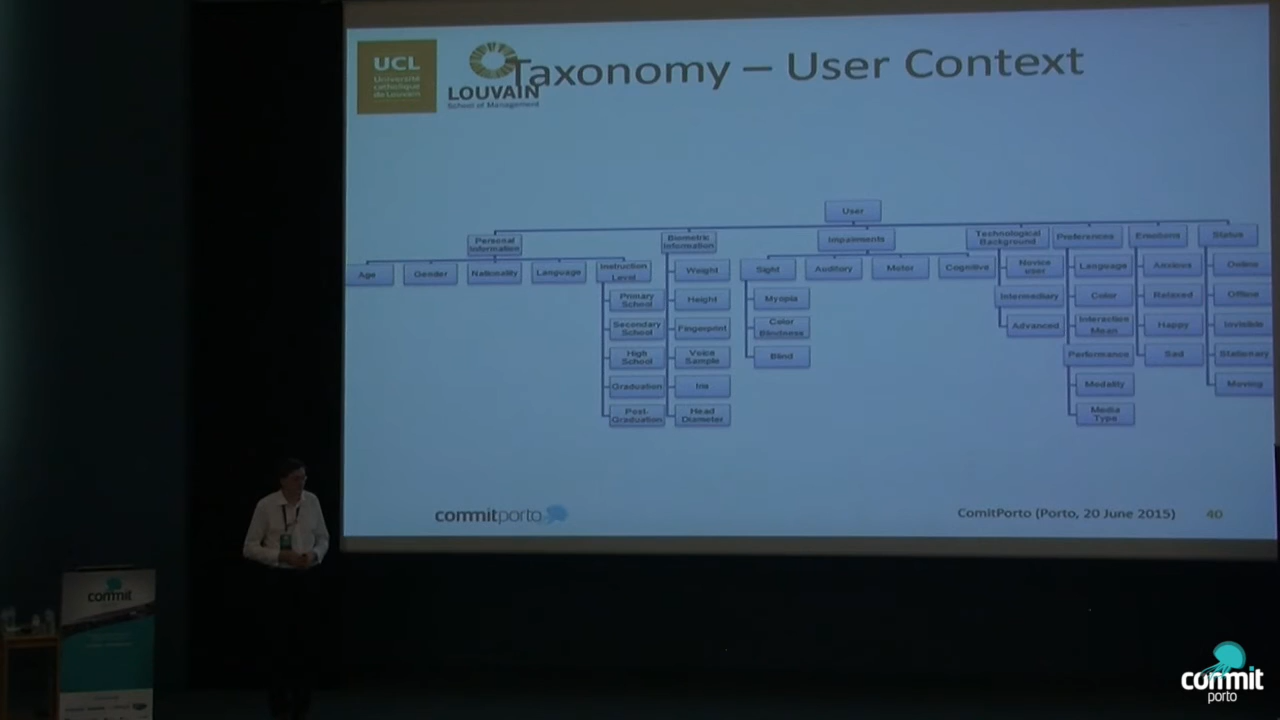 UCL
Université
catholique
de Louvain
LOUVAIN
School of Management
Taxonomy – User Context
User
Personal
Information
Biometric
Information
Impairments
Technological
Background
Preferences
Emotions
Status
Age
Gender
Nationality
Language
Instruction
Level
Primary
School
Secondary
School
High
School
Graduation
Post-
Graduation
Weight
Height
Fingerprint
Voice
Sample
Iris
Head
Diameter
Sight
Auditory
Motor
Cognitive
Myopia
Color
Blindness
Blind
Novice
user
Intermediary
Advanced
Language
Color
Interaction
Mean
Performance
Modality
Media
Type
Anxious
Relaxed
Happy
Sad
Online
Offline
Invisible
Stationary
Moving
commitporto
ComitPorto (Porto, 20 June 2015) 40
commit
commit
porto